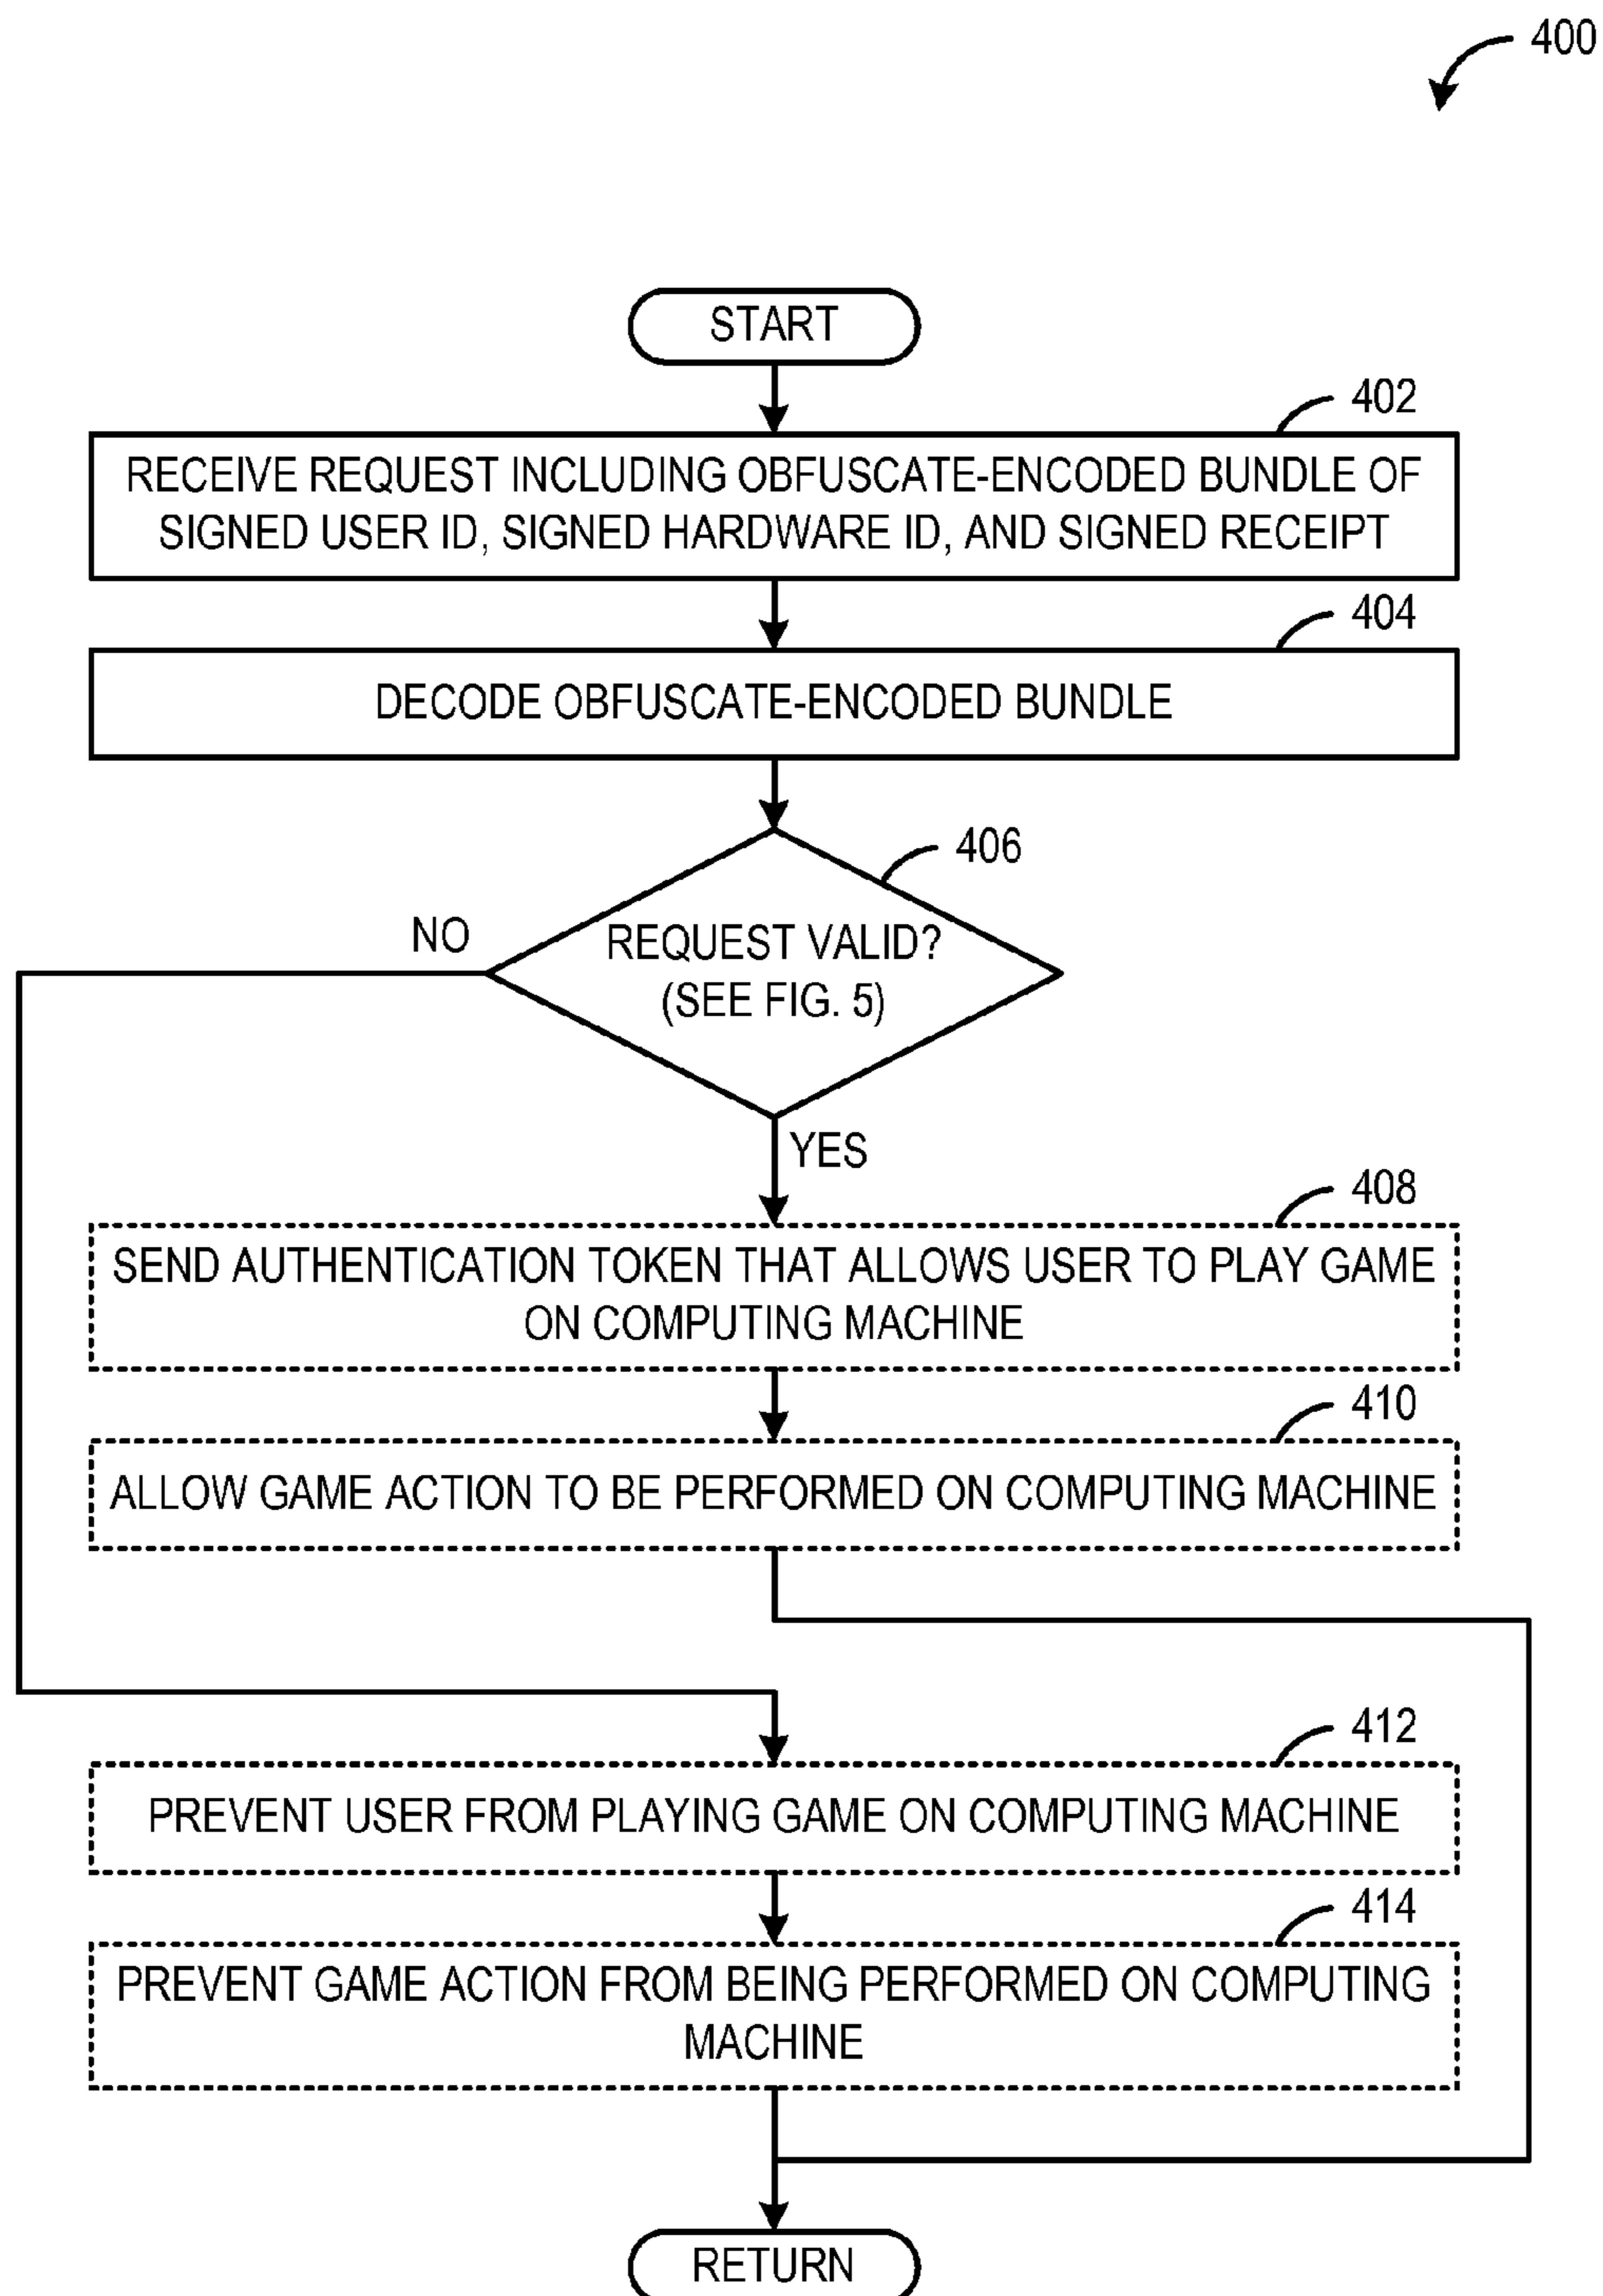 400
START
402
RECEIVE REQUEST INCLUDING OBFUSCATE-ENCODED BUNDLE OF
SIGNED USER ID, SIGNED HARDWARE ID, AND SIGNED RECEIPT
404
DECODE OBFUSCATE-ENCODED BUNDLE
406
NO
REQUEST VALID?
(SEE FIG. 5)
YES
408
SEND AUTHENTICATION TOKEN THAT ALLOWS USER TO PLAY GAME
ON COMPUTING MACHINE
410
ALLOW GAME ACTION TO BE PERFORMED ON COMPUTING MACHINE
412
PREVENT USER FROM PLAYING GAME ON COMPUTING MACHINE
414
PREVENT GAME ACTION FROM BEING PERFORMED ON COMPUTING
MACHINE
RETURN